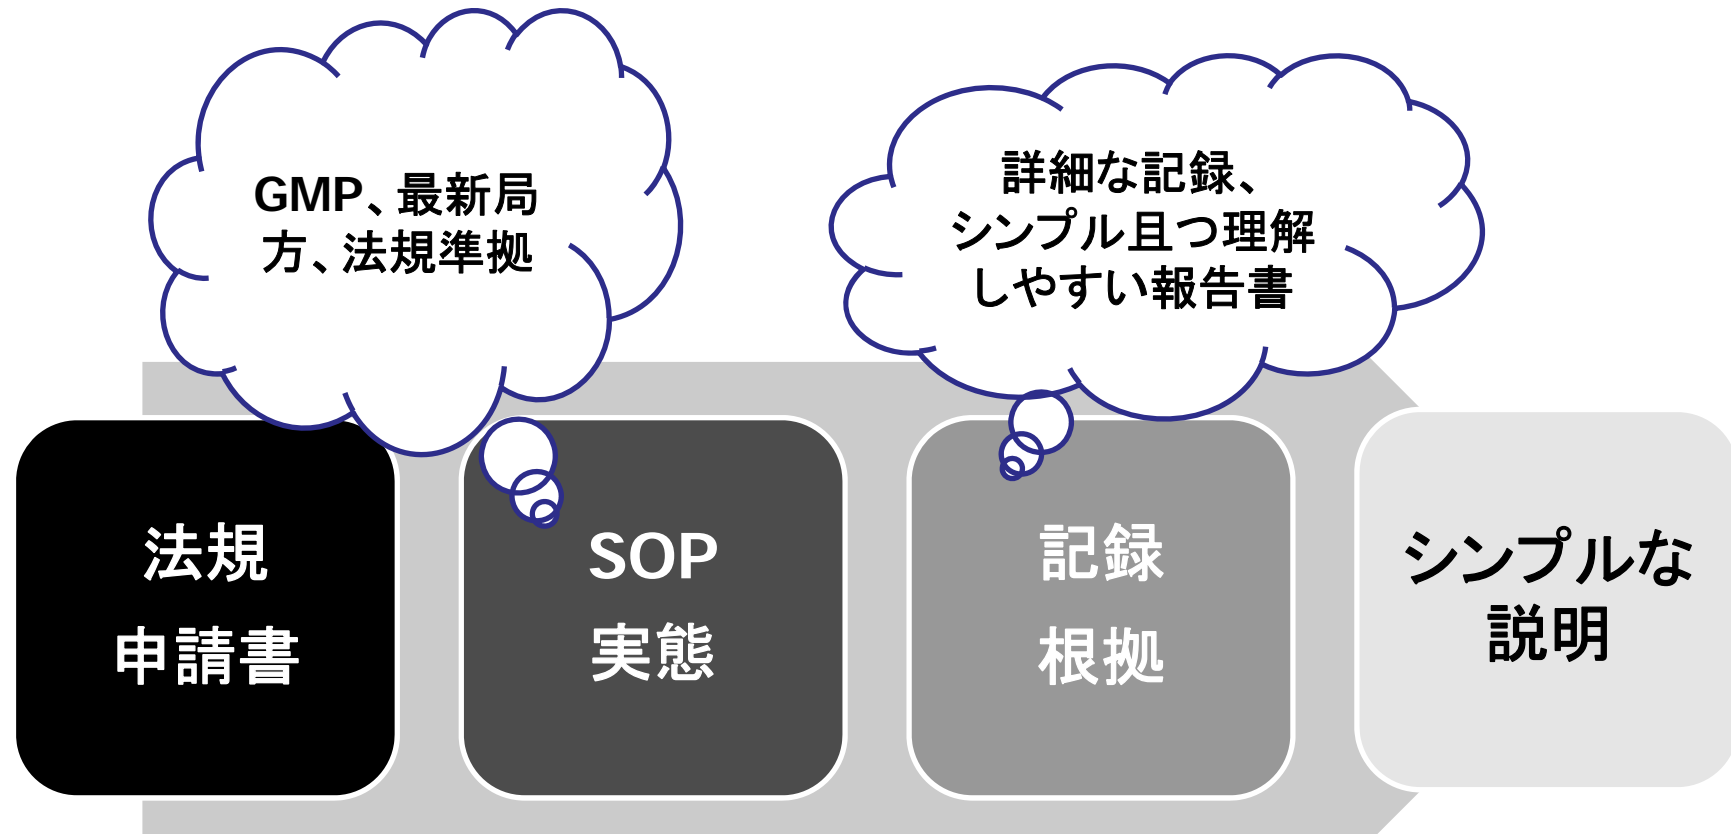 GMP、最新局
方、法規準拠
詳細な記録、
シンプル且つ理解
しやすい報告書
法規
申請書
SOP
実態
記録
根拠
シンプルな
説明